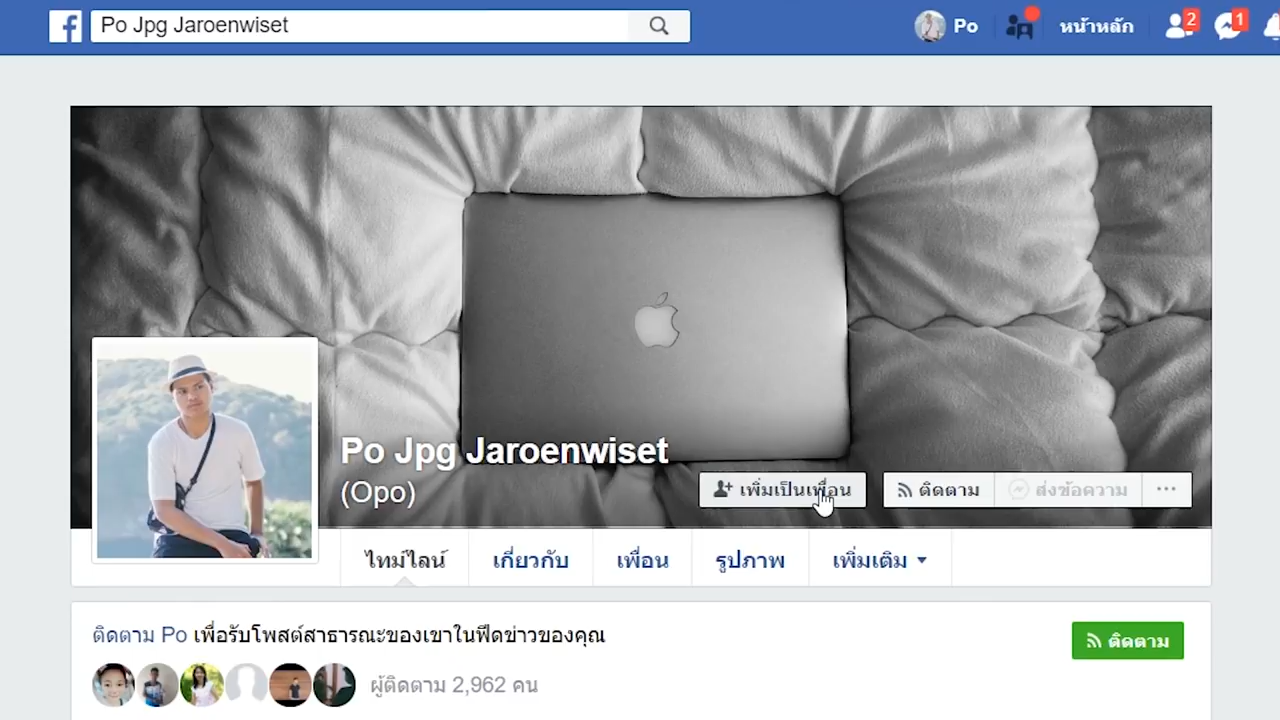 f Po Jpg Jaroenwiset Po หน้าหลัก 2 1
Po Jpg Jaroenwiset
(Opo)
เพิ่มเป็นเพื่อน ติดตาม ส่งข้อความ ...
ไทม์ไลน์ เกี่ยวกับ เพื่อน รูปภาพ เพิ่มเติม
ติดตาม Po เพื่อรับโพสต์สาธารณะของเขาในฟีดข่าวของคุณ
ติดตาม
ผู้ติดตาม 2,962 คน